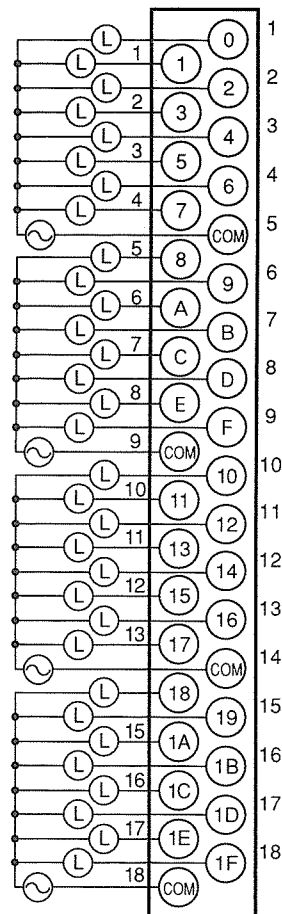 L 0 1
L 1 1
L 2 2
L 2 3
L 4 3
L 3 5
L 6 4
L 4 7
COM 5
L 5 8
L 9 6
L 6 A
L B 7
L 7 C
L D 8
L 8 E
L F 9
9 COM
L 10 10
L 10 11
L 12 11
L 11 13
L 14 12
L 12 15
L 16 13
L 13 17
COM 14
L 18
L 19 15
L 15 1A
L 1B 16
L 16 1C
L 1D 17
L 17 1E
L 1F 18
18 COM